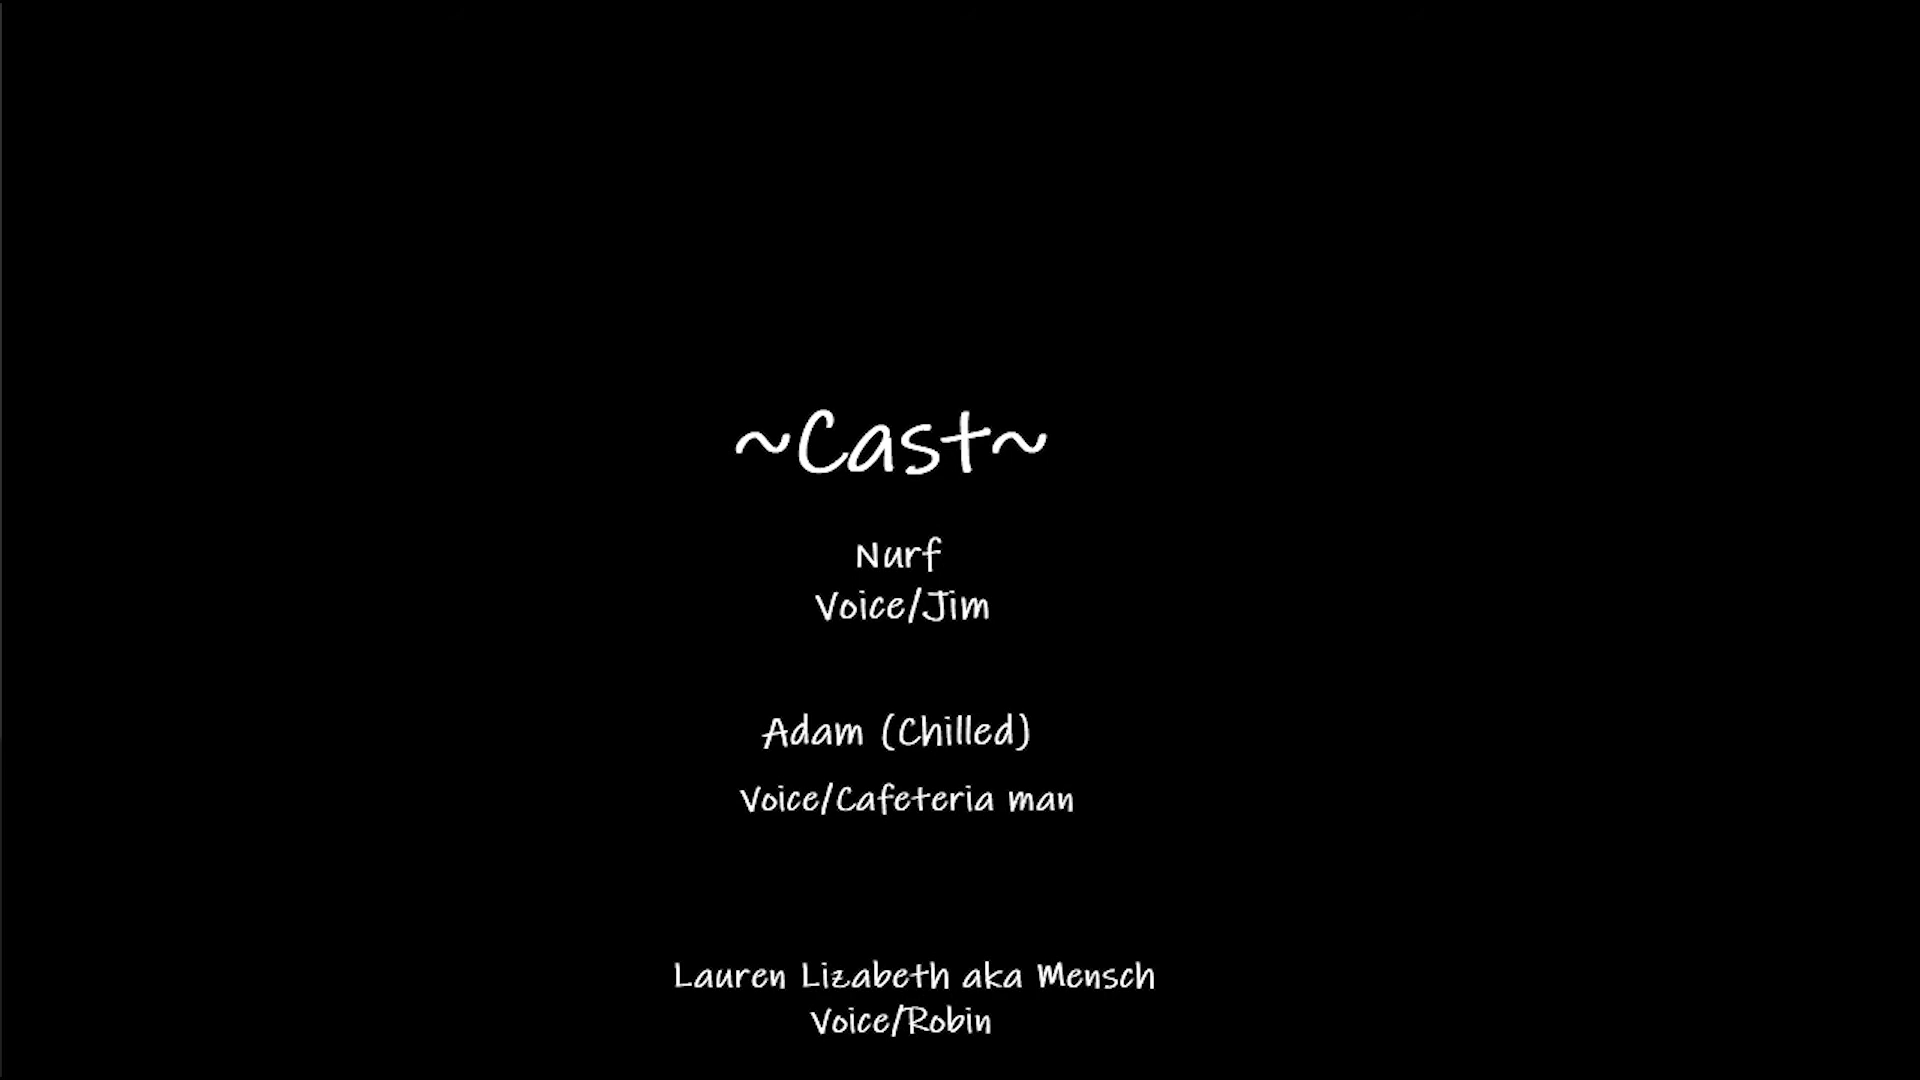 ~Cast~
Nurf
Voice/Jim
Adam (Chilled)
Voice/Cafeteria man
Lauren Lizabeth aka Mensch
Voice/Robin